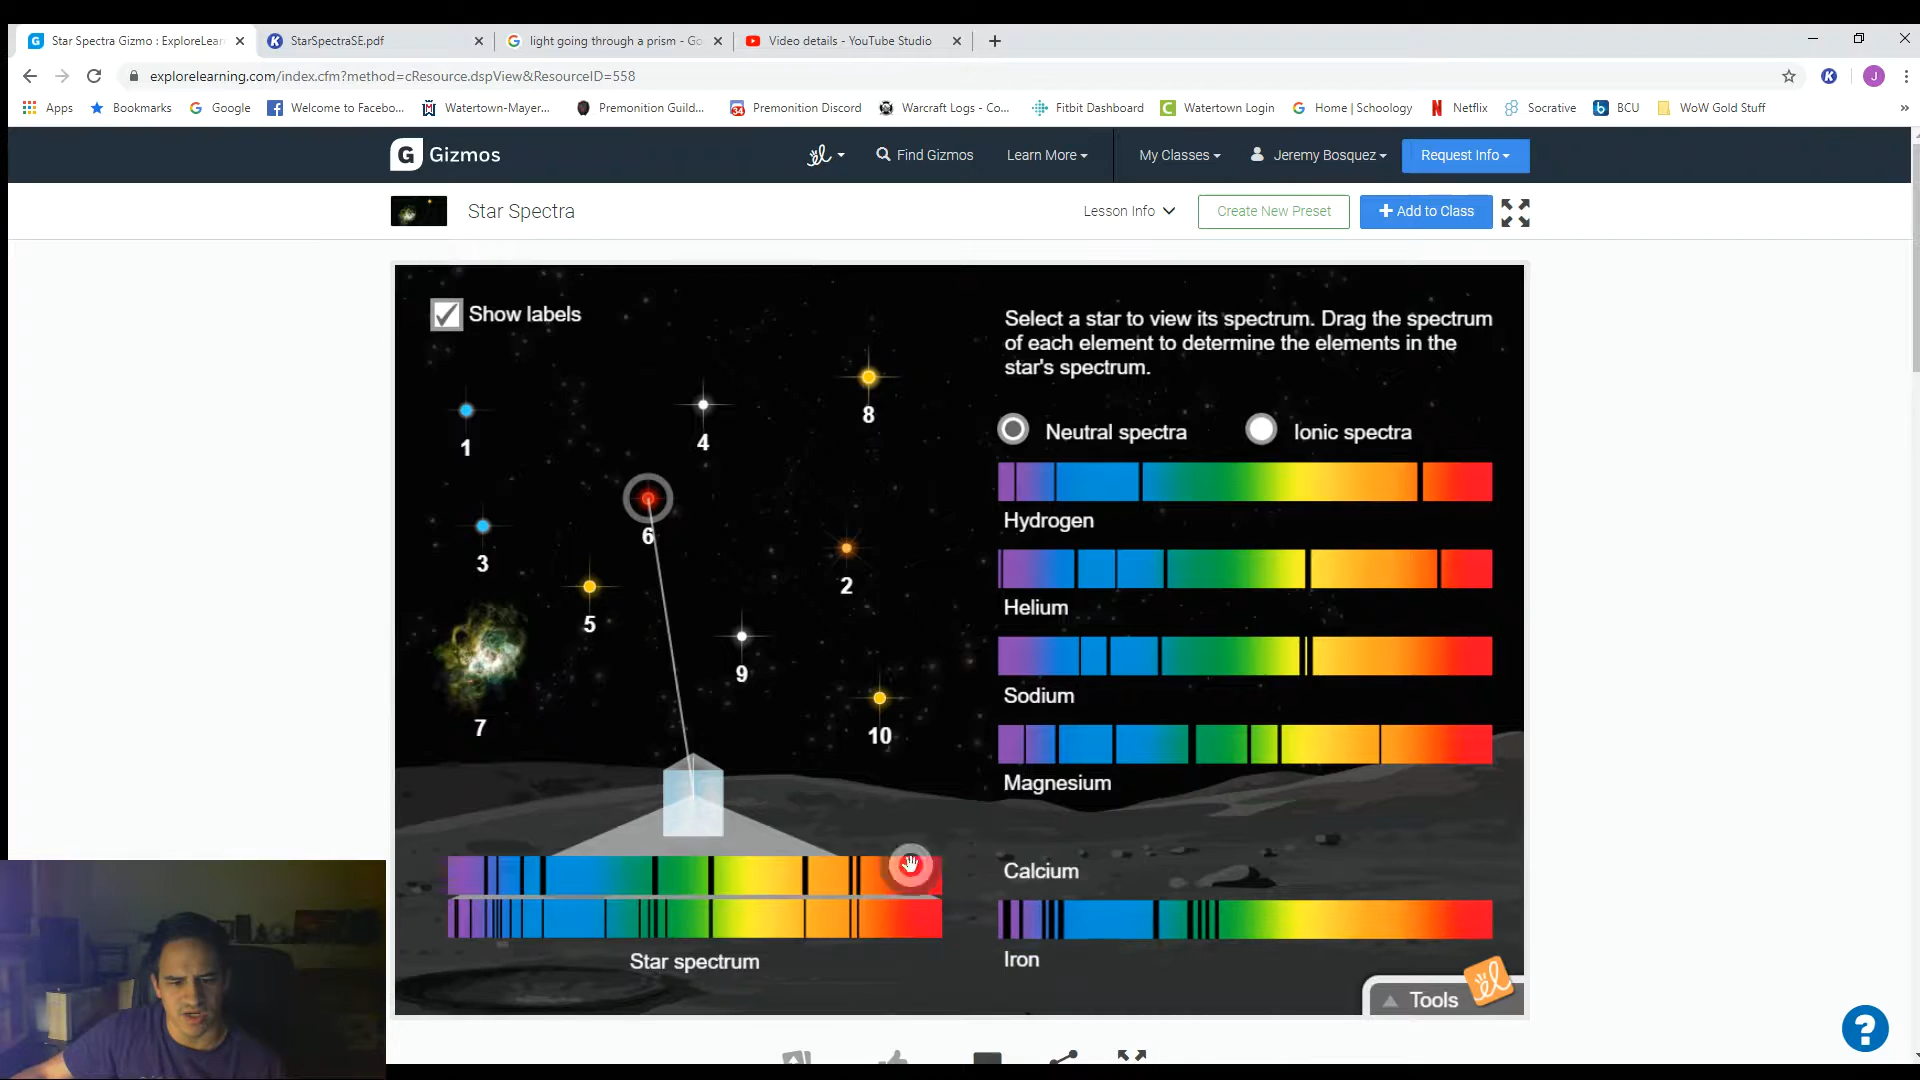 Star Spectra Gizmo : ExploreLear
StarSpectraSE.pdf
light going through a prism - Go
Video details - YouTube Studio
explorelearning.com/index.cfm?method=cResource.dspView&ResourceID=558
Apps
Bookmarks
Google
Welcome to Facebo...
Watertown-Mayer...
Premonition Guild...
Premonition Discord
Warcraft Logs - Co...
Fitbit Dashboard
Watertown Login
Home | Schoology
Netflix
Socrative
BCU
WoW Gold Stuff
G Gizmos
Find Gizmos
Learn More
My Classes
Jeremy Bosquez
Request Info
Star Spectra
Lesson Info
Create New Preset
+ Add to Class
Show labels
Select a star to view its spectrum. Drag the spectrum
of each element to determine the elements in the
star's spectrum.
Neutral spectra
Ionic spectra
1
4
8
6
3
2
5
9
7
10
Hydrogen
Helium
Sodium
Magnesium
Calcium
Iron
Star spectrum
Tools
?